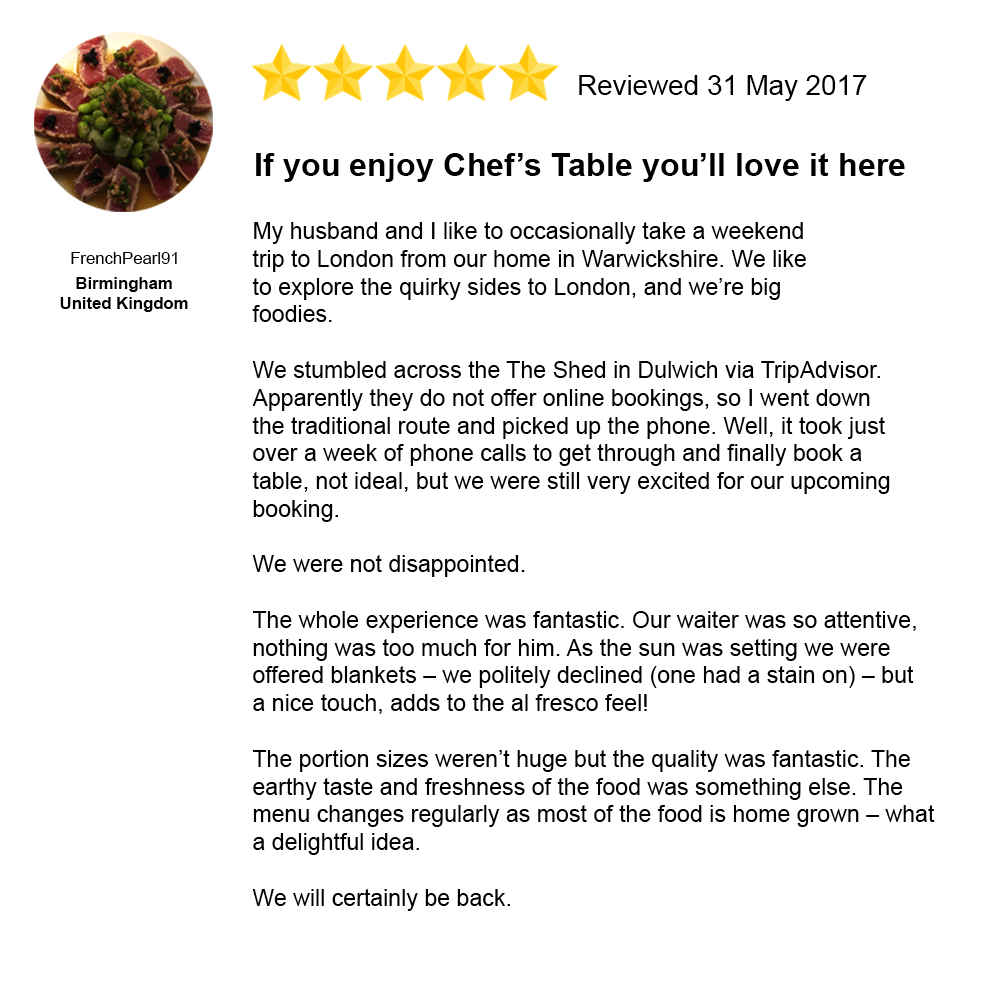 Reviewed 31 May 2017
If you enjoy Chef’s Table you’ll love it here
FrenchPearl91
Birmingham
United Kingdom
My husband and I like to occasionally take a weekend
trip to London from our home in Warwickshire. We like
to explore the quirky sides to London, and we’re big
foodies.
We stumbled across the The Shed in Dulwich via TripAdvisor.
Apparently they do not offer online bookings, so I went down
the traditional route and picked up the phone. Well, it took just
over a week of phone calls to get through and finally book a
table, not ideal, but we were still very excited for our upcoming
booking.
We were not disappointed.
The whole experience was fantastic. Our waiter was so attentive,
nothing was too much for him. As the sun was setting we were
offered blankets – we politely declined (one had a stain on) – but
a nice touch, adds to the al fresco feel!
The portion sizes weren’t huge but the quality was fantastic. The
earthy taste and freshness of the food was something else. The
menu changes regularly as most of the food is home grown – what
a delightful idea.
We will certainly be back.